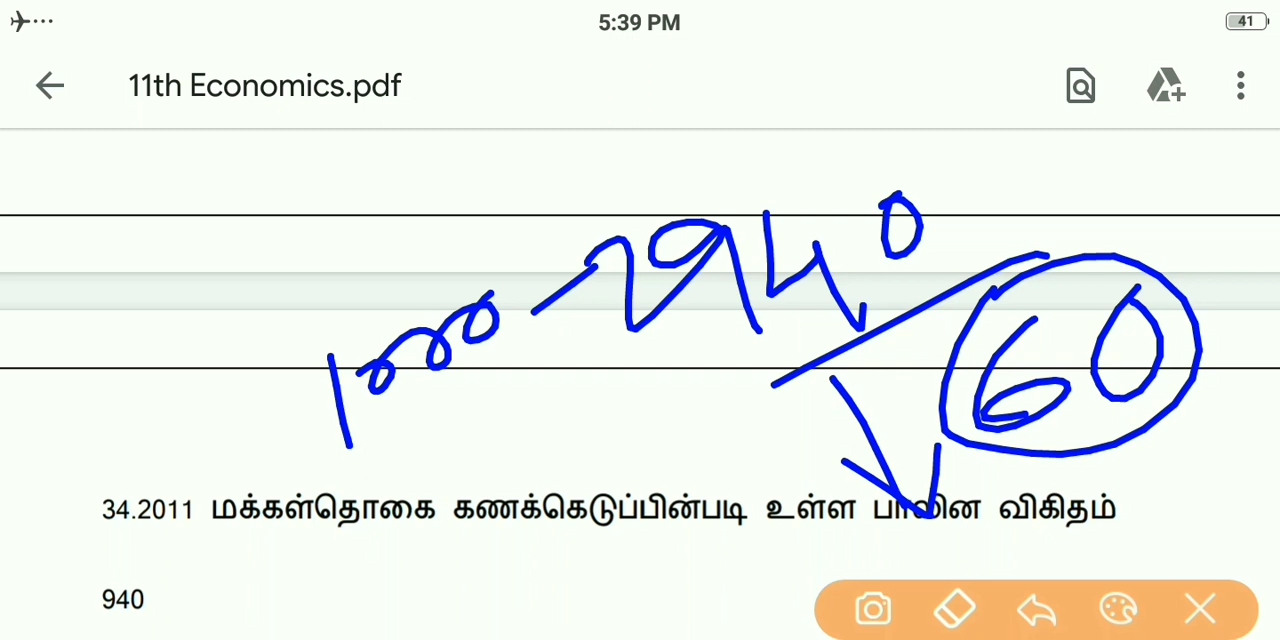 5:39 PM
41
11th Economics.pdf
1000 - 940
60
34.2011 மக்கள்தொகை கணக்கெடுப்பின்படி உள்ள பாலின விகிதம்
940